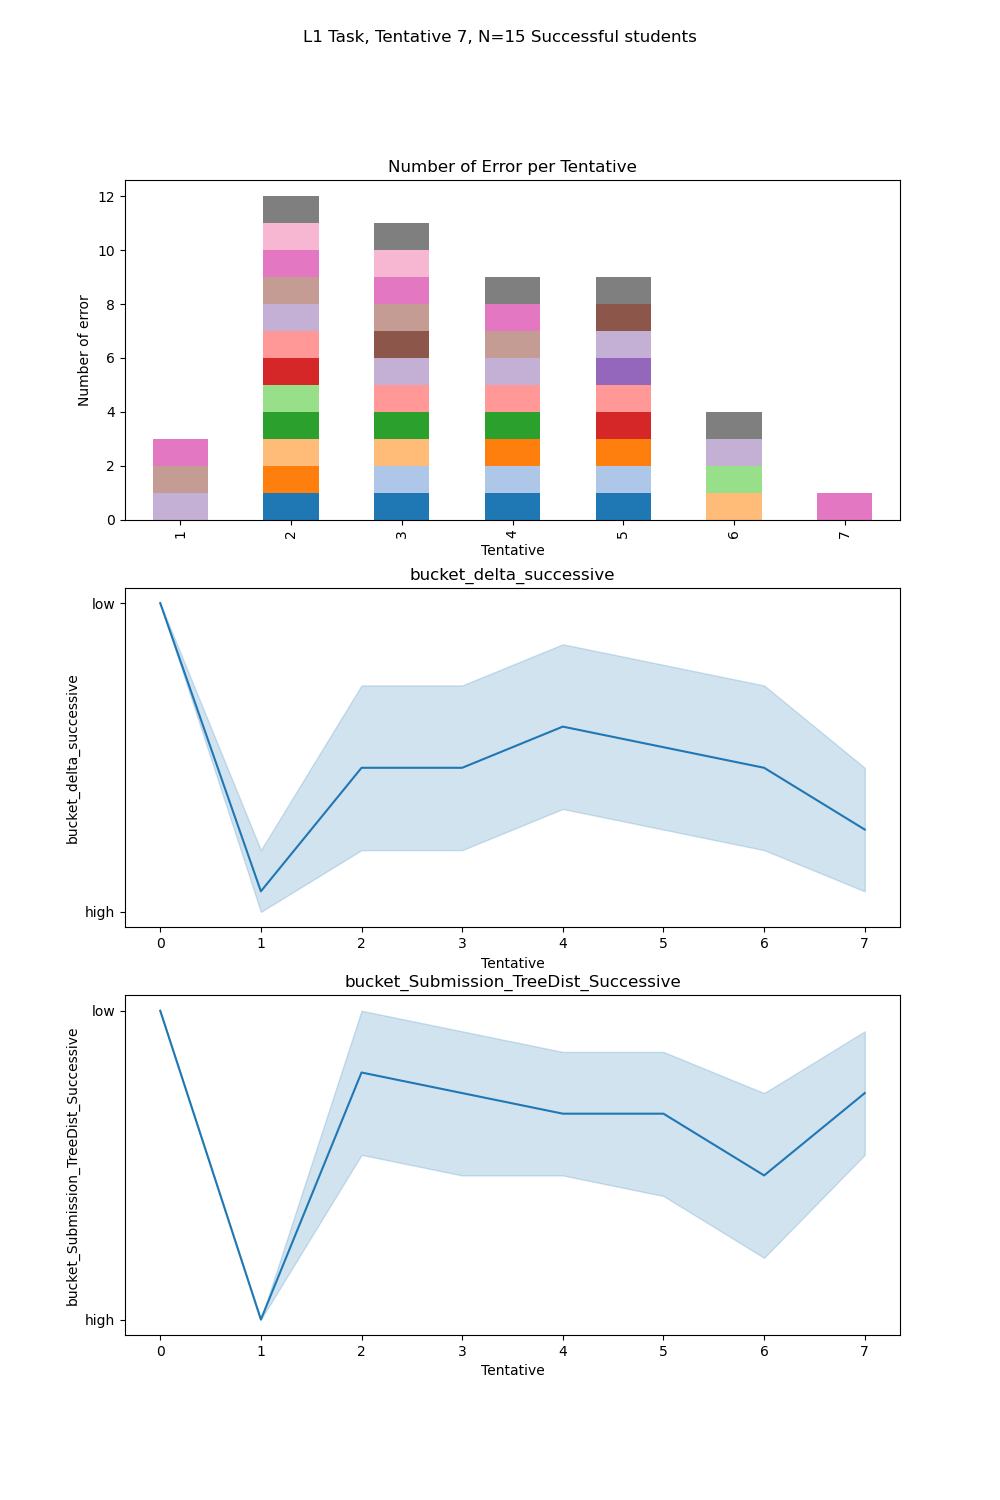 L1 Task, Tentative 7, N=15 Successful students
Number of Error per Tentative
12
10
8
6
4
2
0
Number of error
1 2 3 4 5 6 7
Tentative
bucket_delta_successive
low
high
bucket_delta_successive
0 1 2 3 4 5 6 7
Tentative
bucket_Submission_TreeDist_Successive
low
high
bucket_Submission_TreeDist_Successive
0 1 2 3 4 5 6 7
Tentative